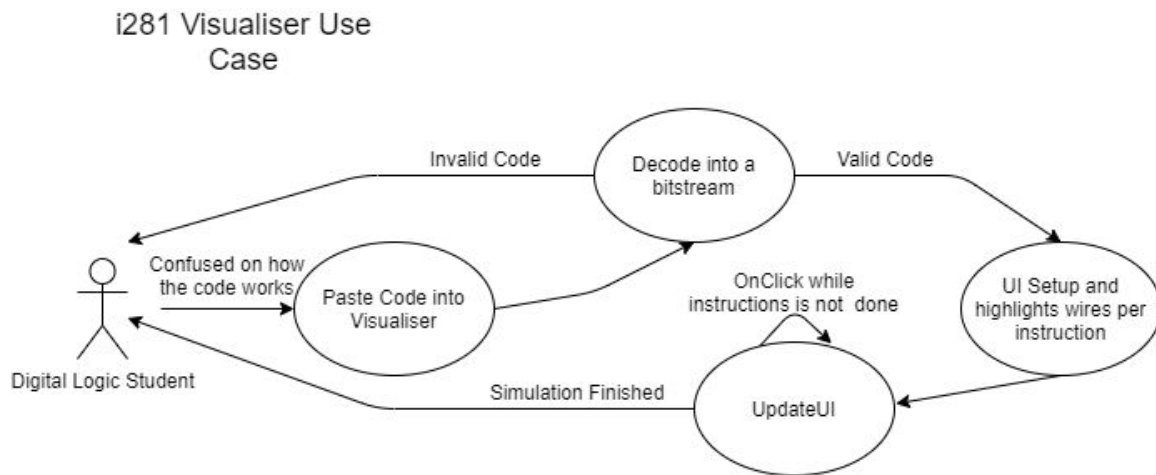 i281 Visualiser Use
Case
Invalid Code
Decode into a
bitstream
Valid Code
Confused on how
the code works
Paste Code into
Visualiser
OnClick while
instructions is not done
UI Setup and
highlights wires per
instruction
Digital Logic Student
Simulation Finished
UpdateUI